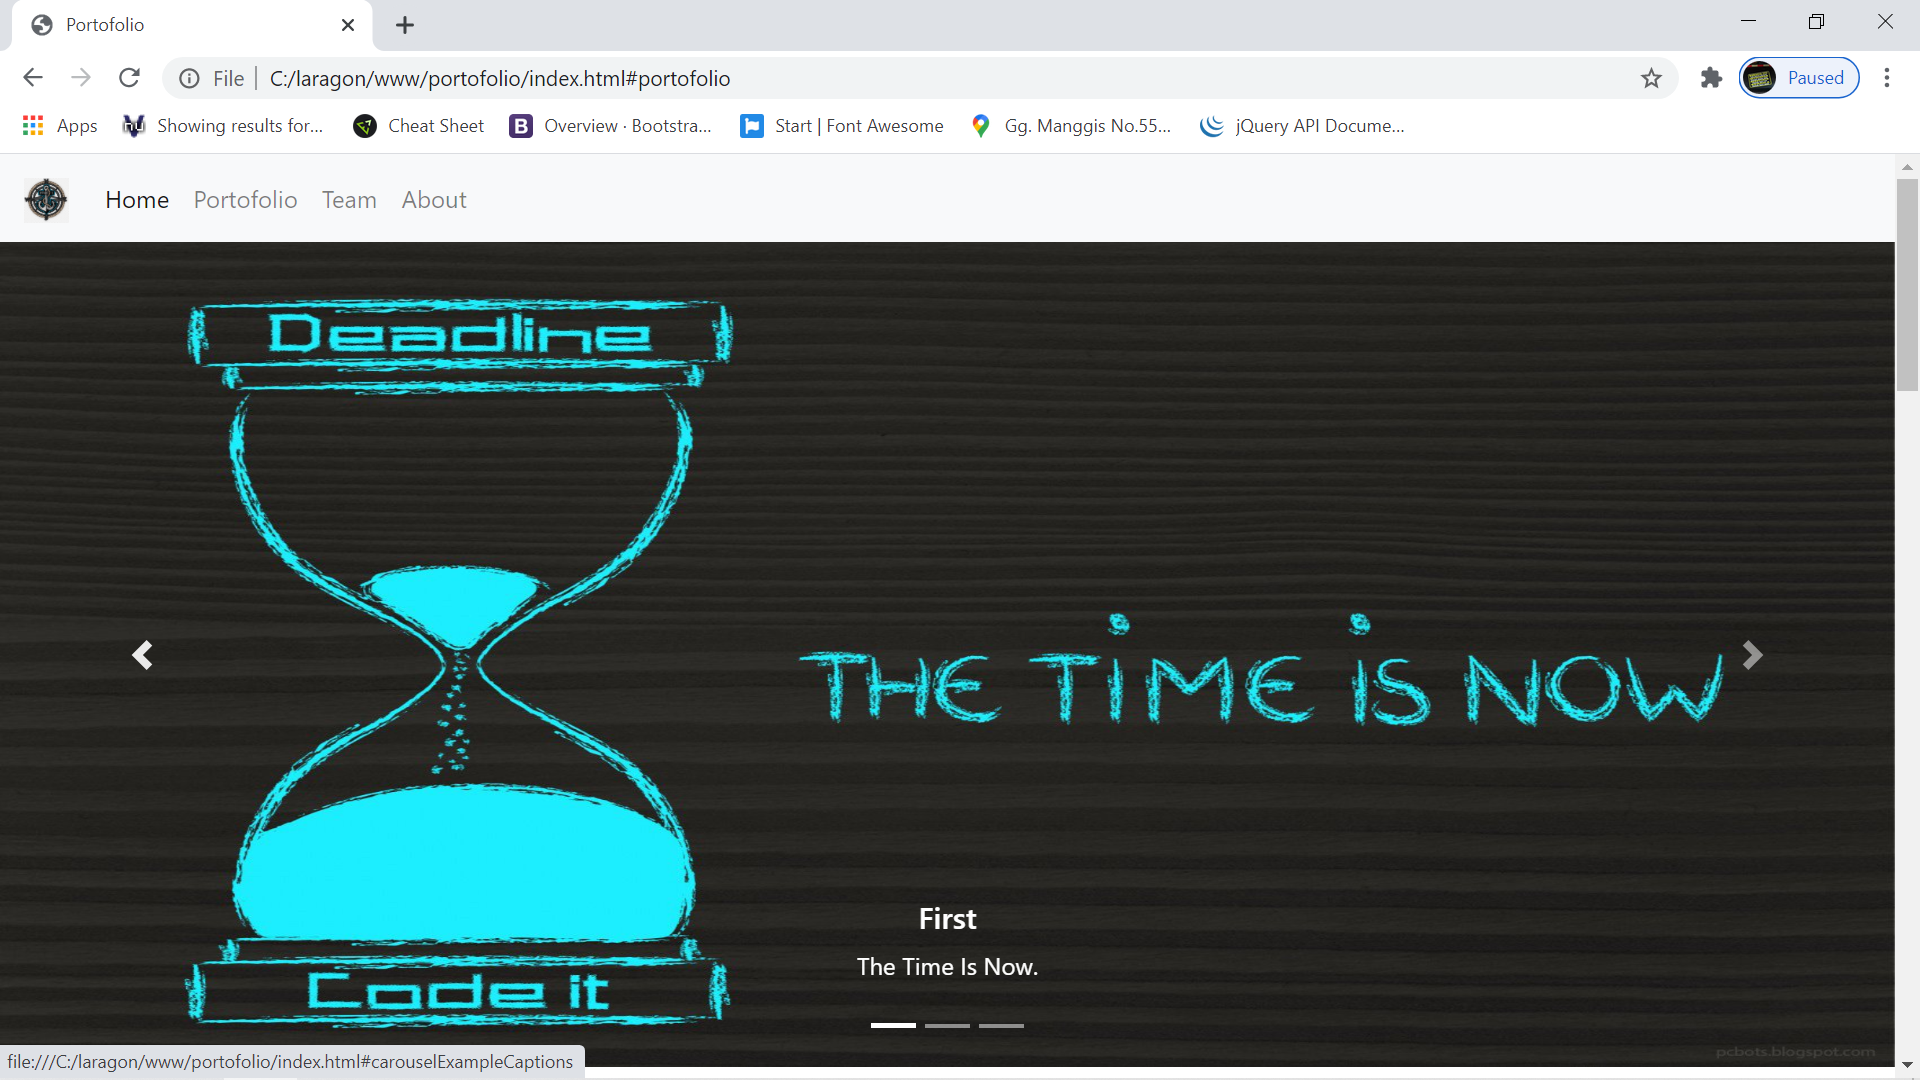 Portofolio
File
C:/laragon/www/portofolio/index.html#portofolio
Paused
Apps
Showing results for...
Cheat Sheet
Overview · Bootstra...
Start | Font Awesome
Gg. Manggis No.55...
jQuery API Docume...
Home
Portofolio
Team
About
Deadline
THE TiME iS NOW
Code it
First
The Time Is Now.
pcbots.blogspot.com
file:///C:/laragon/www/portofolio/index.html#carouselExampleCaptions